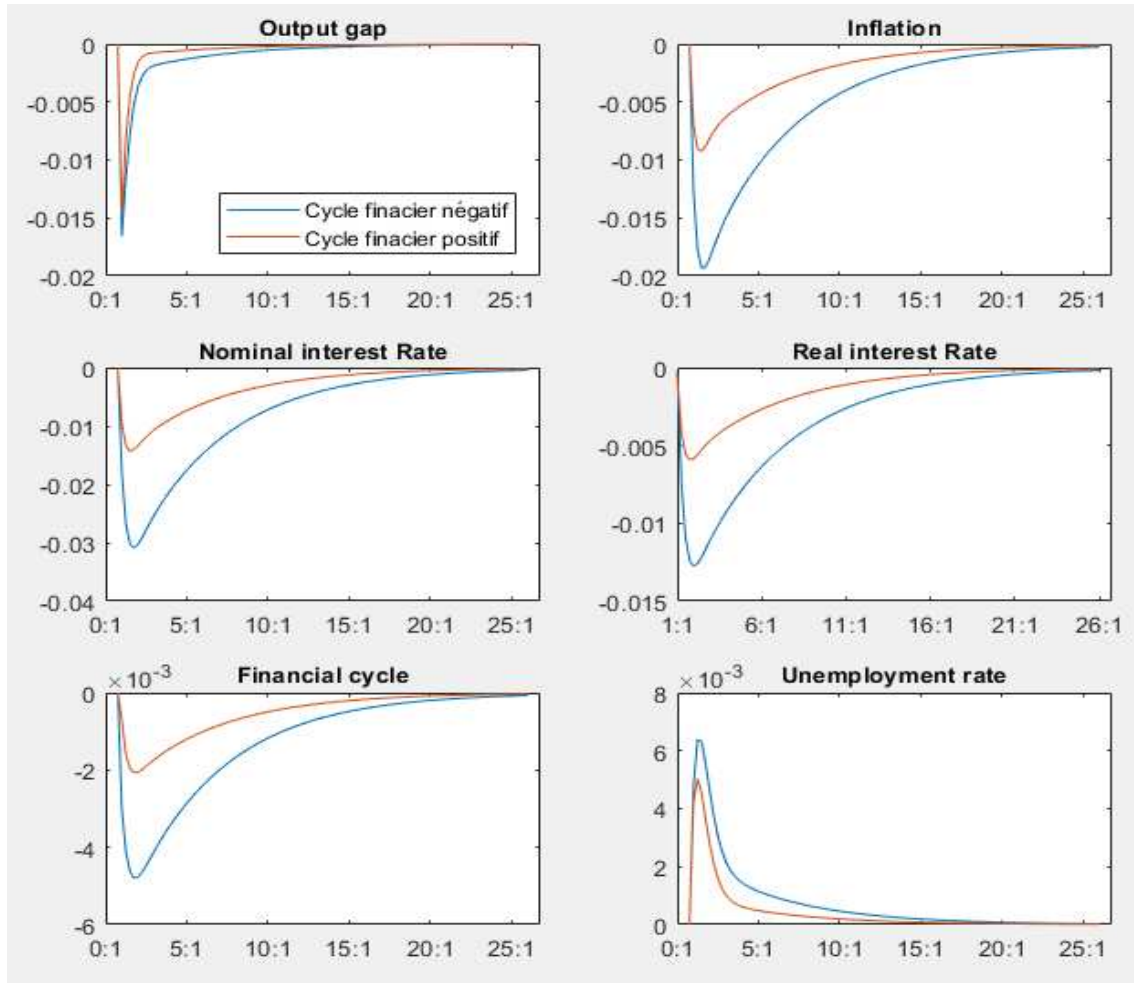 Output gap
0
-0.005
-0.01
-0.015
-0.02
0:1 5:1 10:1 15:1 20:1 25:1
Cycle finacier négatif
Cycle finacier positif
Inflation
0
-0.005
-0.01
-0.015
-0.02
0:1 5:1 10:1 15:1 20:1 25:1
Nominal interest Rate
0
-0.01
-0.02
-0.03
-0.04
0:1 5:1 10:1 15:1 20:1 25:1
Real interest Rate
0
-0.005
-0.01
-0.015
1:1 6:1 11:1 16:1 21:1 26:1
Financial cycle
×10-3
0
-2
-4
-6
0:1 5:1 10:1 15:1 20:1 25:1
Unemployment rate
×10-3
8
6
4
2
0
0:1 5:1 10:1 15:1 20:1 25:1